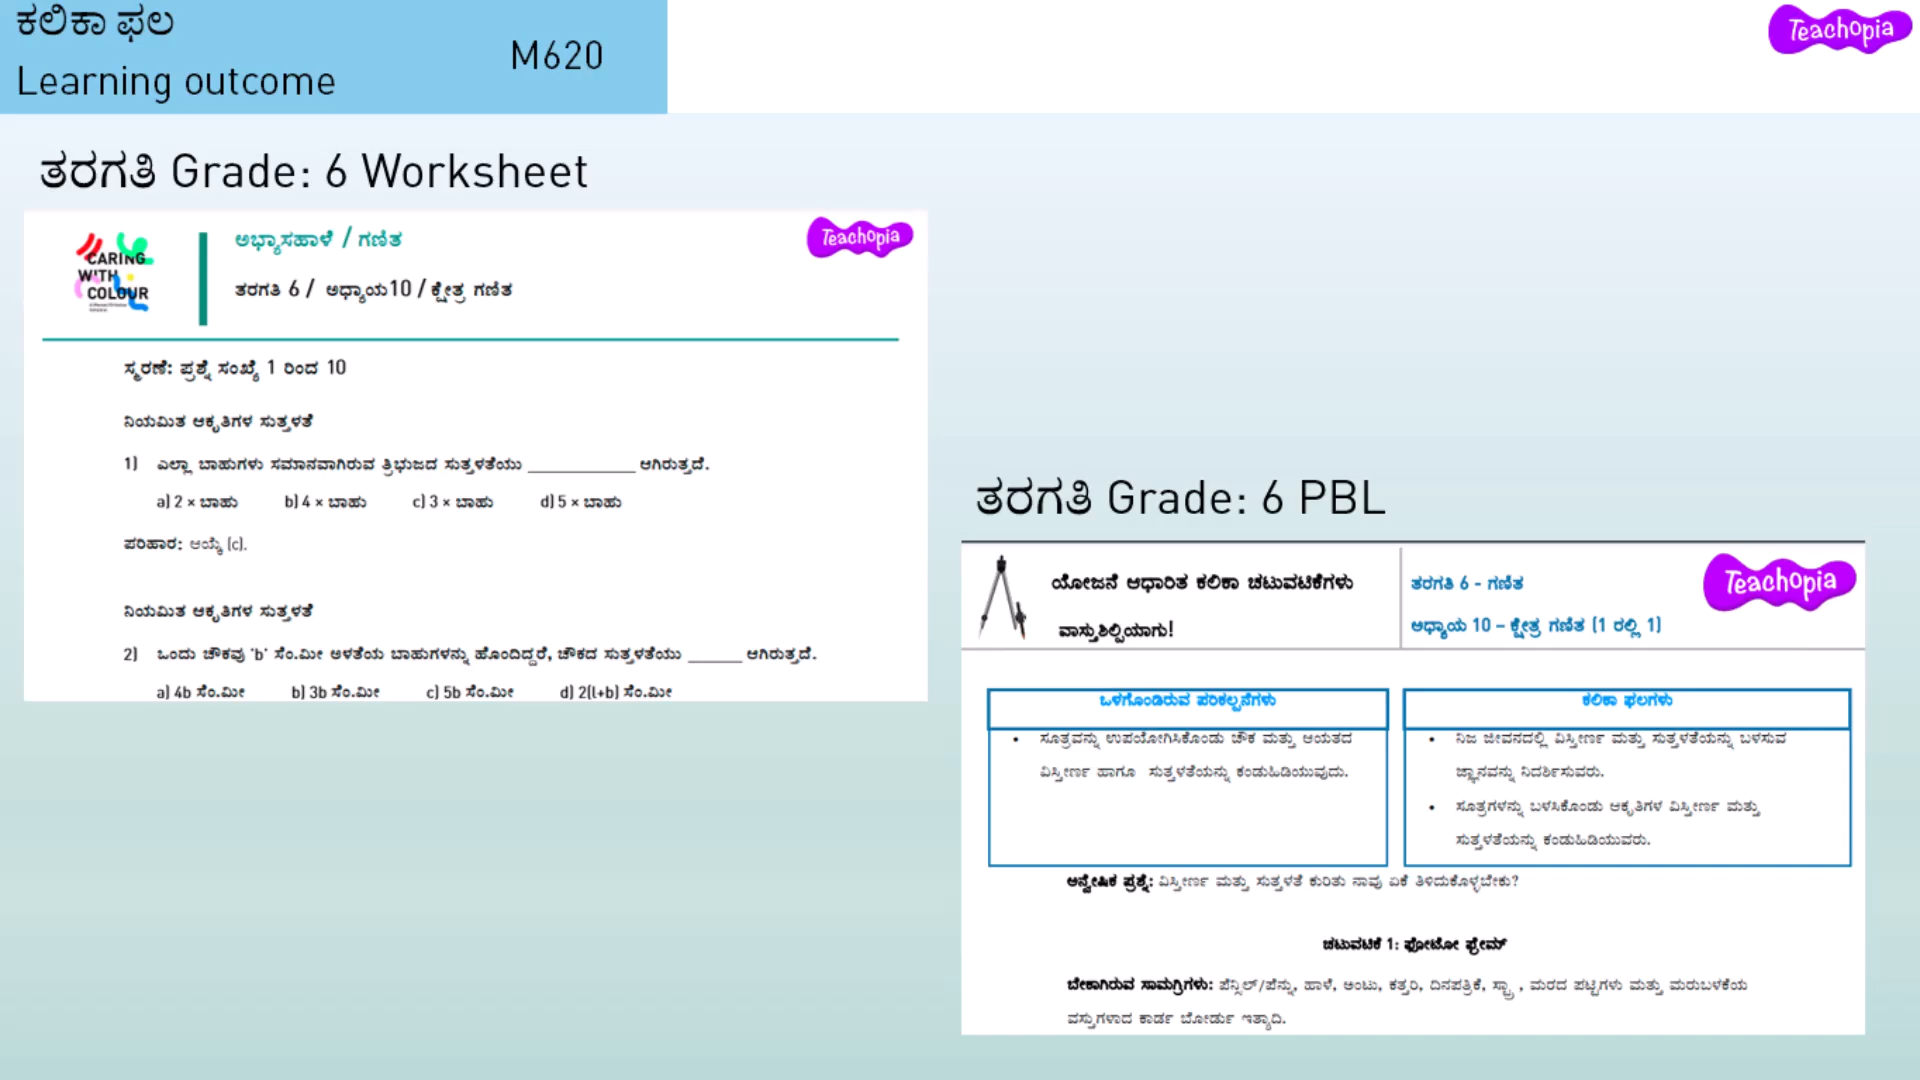 ಕಲಿಕಾ ಫಲ
Learning outcome
M620
Teachopia
ತರಗತಿ Grade: 6 Worksheet
CARING
WITH
COLOUR
ಅಭ್ಯಾಸಹಾಳೆ / ಗಣಿತ
Teachopia
ತರಗತಿ 6 / ಅಧ್ಯಾಯ10 / ಕ್ಷೇತ್ರ ಗಣಿತ
ಸ್ಮರಣೆ: ಪ್ರಶ್ನೆ ಸಂಖ್ಯೆ 1 ರಿಂದ 10
ನಿಯಮಿತ ಆಕೃತಿಗಳ ಸುತ್ತಳತೆ
1) ಎಲ್ಲಾ ಬಾಹುಗಳು ಸಮಾನವಾಗಿರುವ ತ್ರಿಭುಜದ ಸುತ್ತಳತೆಯು ____________ ಆಗಿರುತ್ತದೆ.
a) 2 × ಬಾಹು b) 4 × ಬಾಹು c) 3 × ಬಾಹು d) 5 × ಬಾಹು
ಪರಿಹಾರ: ಆಯ್ಕೆ (c).
ನಿಯಮಿತ ಆಕೃತಿಗಳ ಸುತ್ತಳತೆ
2) ಒಂದು ಚೌಕವು 'b' ಸೆಂ.ಮೀ ಅಳತೆಯ ಬಾಹುಗಳನ್ನು ಹೊಂದಿದ್ದರೆ, ಚೌಕದ ಸುತ್ತಳತೆಯು ______ ಆಗಿರುತ್ತದೆ.
a) 4b ಸೆಂ.ಮೀ b) 3b ಸೆಂ.ಮೀ c) 5b ಸೆಂ.ಮೀ d) 2(l+b) ಸೆಂ.ಮೀ
ತರಗತಿ Grade: 6 PBL
ಯೋಜನೆ ಆಧಾರಿತ ಕಲಿಕಾ ಚಟುವಟಿಕೆಗಳು
ವಾಸ್ತುಶಿಲ್ಪಿಯಾಗು!
ತರಗತಿ 6 - ಗಣಿತ
ಅಧ್ಯಾಯ 10 – ಕ್ಷೇತ್ರ ಗಣಿತ (1 ರಲ್ಲಿ 1)
Teachopia
ಒಳಗೊಂಡಿರುವ ಪರಿಕಲ್ಪನೆಗಳು
• ಸೂತ್ರವನ್ನು ಉಪಯೋಗಿಸಿಕೊಂಡು ಚೌಕ ಮತ್ತು ಆಯತದ
ವಿಸ್ತೀರ್ಣ ಹಾಗೂ ಸುತ್ತಳತೆಯನ್ನು ಕಂಡುಹಿಡಿಯುವುದು.
ಕಲಿಕಾ ಫಲಗಳು
• ನಿಜ ಜೀವನದಲ್ಲಿ ವಿಸ್ತೀರ್ಣ ಮತ್ತು ಸುತ್ತಳತೆಯನ್ನು ಬಳಸುವ
ಜ್ಞಾನವನ್ನು ನಿದರ್ಶಿಸುವರು.
• ಸೂತ್ರಗಳನ್ನು ಬಳಸಿಕೊಂಡು ಆಕೃತಿಗಳ ವಿಸ್ತೀರ್ಣ ಮತ್ತು
ಸುತ್ತಳತೆಯನ್ನು ಕಂಡುಹಿಡಿಯುವರು.
ಅನ್ವೇಷಿಕ ಪ್ರಶ್ನೆ: ವಿಸ್ತೀರ್ಣ ಮತ್ತು ಸುತ್ತಳತೆ ಕುರಿತು ನಾವು ಏಕೆ ತಿಳಿದುಕೊಳ್ಳಬೇಕು?
ಚಟುವಟಿಕೆ 1: ಫೋಟೋ ಫ್ರೇಮ್
ಬೇಕಾಗಿರುವ ಸಾಮಗ್ರಿಗಳು: ಪೆನ್ಸಿಲ್/ಪೆನ್ನು, ಹಾಳೆ, ಅಂಟು, ಕತ್ತರಿ, ದಿನಪತ್ರಿಕೆ, ಸ್ಟ್ರಾ , ಮರದ ಪಟ್ಟಿಗಳು ಮತ್ತು ಮರುಬಳಕೆಯ
ವಸ್ತುಗಳಾದ ಕಾರ್ಡ ಬೋರ್ಡು ಇತ್ಯಾದಿ.